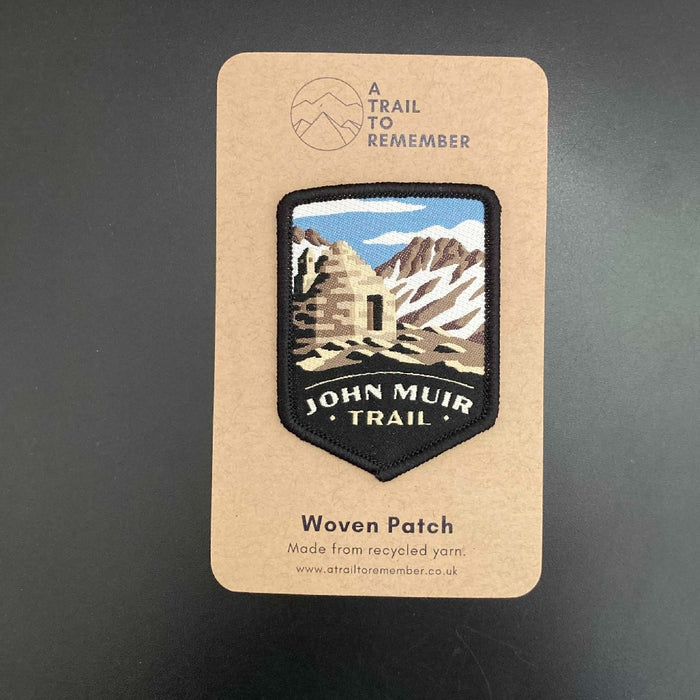 A
TRAIL
TO
REMEMBER
JOHN MUIR
· TRAIL ·
Woven Patch
Made from recycled yarn.
www.atrailtoremember.co.uk